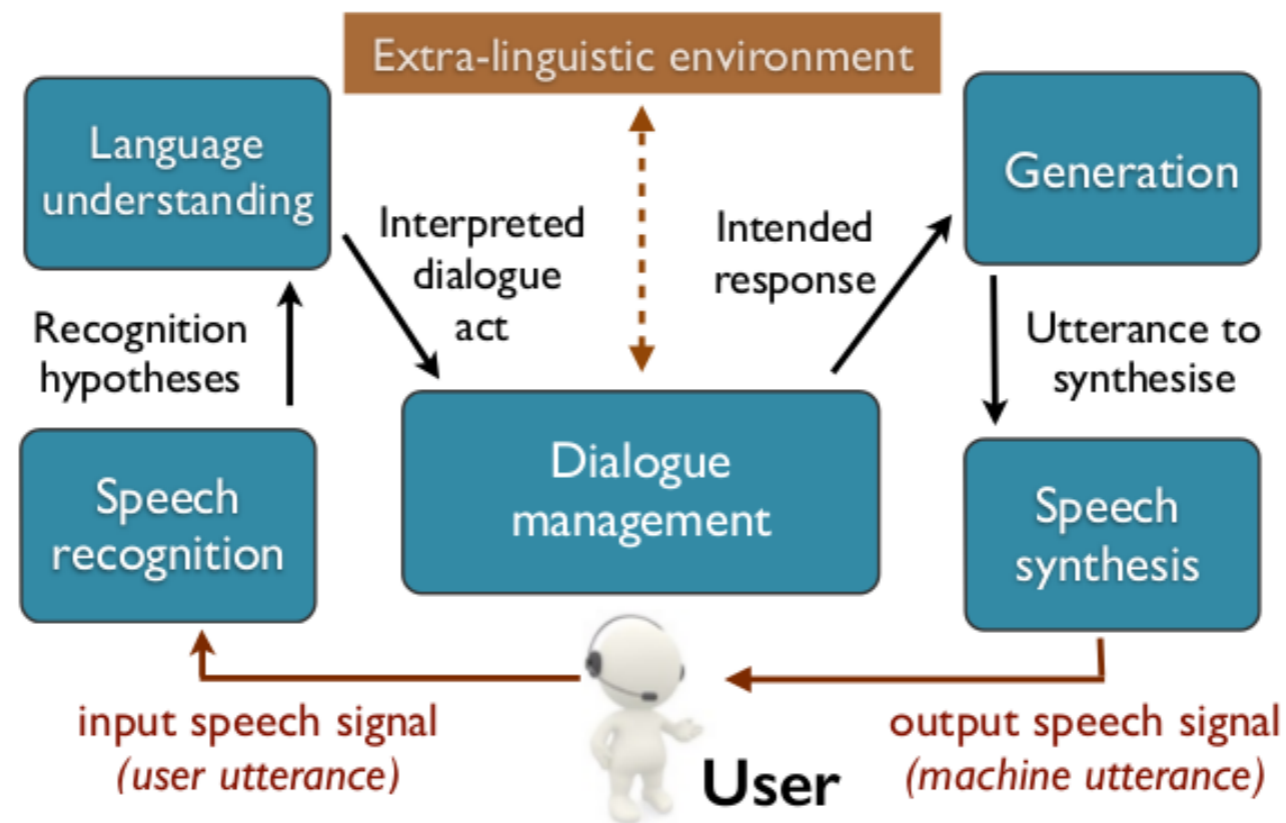 Extra-linguistic environment
Language
understanding
Generation
Interpreted
dialogue
act
Intended
response
Recognition
hypotheses
Utterance to
synthesise
Speech
recognition
Dialogue
management
Speech
synthesis
input speech signal
(user utterance)
User
output speech signal
(machine utterance)